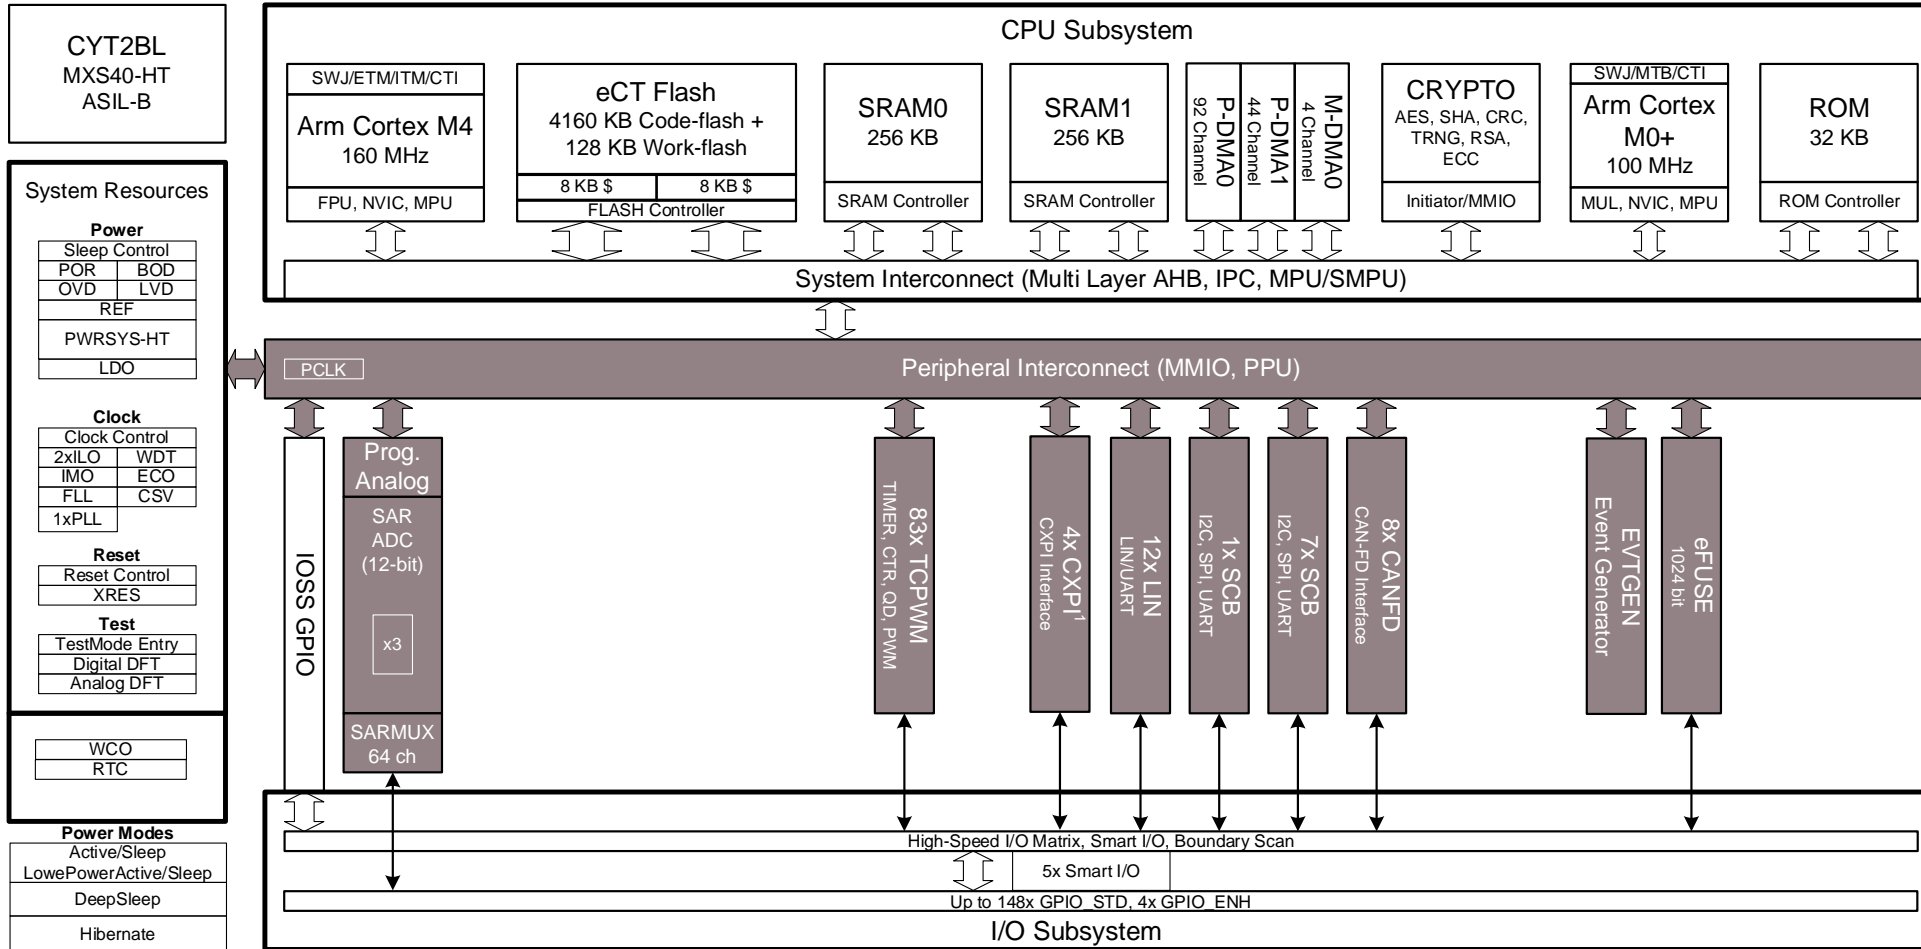 CYT2BL
MXS40-HT
ASIL-B
System Resources
Power
Sleep Control
POR BOD
OVD LVD
REF
PWRSYS-HT
LDO
Clock
Clock Control
2xILO WDT
IMO ECO
FLL CSV
1xPLL
Reset
Reset Control
XRES
Test
TestMode Entry
Digital DFT
Analog DFT
WCO
RTC
Power Modes
Active/Sleep
LowePowerActive/Sleep
DeepSleep
Hibernate
CPU Subsystem
SWJ/ETM/ITM/CTI
Arm Cortex M4
160 MHz
FPU, NVIC, MPU
eCT Flash
4160 KB Code-flash +
128 KB Work-flash
8 KB $ 8 KB $
FLASH Controller
SRAM0
256 KB
SRAM Controller
SRAM1
256 KB
SRAM Controller
P-DMA0
92 Channel
P-DMA1
44 Channel
M-DMA0
4 Channel
CRYPTO
AES, SHA, CRC,
TRNG, RSA,
ECC
Initiator/MMIO
SWJ/MTB/CTI
Arm Cortex
M0+
100 MHz
MUL, NVIC, MPU
ROM
32 KB
ROM Controller
System Interconnect (Multi Layer AHB, IPC, MPU/SMPU)
PCLK
Peripheral Interconnect (MMIO, PPU)
IOSS GPIO
Prog.
Analog
SAR
ADC
(12-bit)
x3
SARMUX
64 ch
83x TCPWM
TIMER, CTR, QD, PWM
4x CXPI¹
CXPI Interface
12x LIN
LIN/UART
1x SCB
I2C, SPI, UART
7x SCB
I2C, SPI, UART
8x CANFD
CAN-FD Interface
EVTGEN
Event Generator
eFUSE
1024 bit
High-Speed I/O Matrix, Smart I/O, Boundary Scan
5x Smart I/O
Up to 148x GPIO_STD, 4x GPIO_ENH
I/O Subsystem